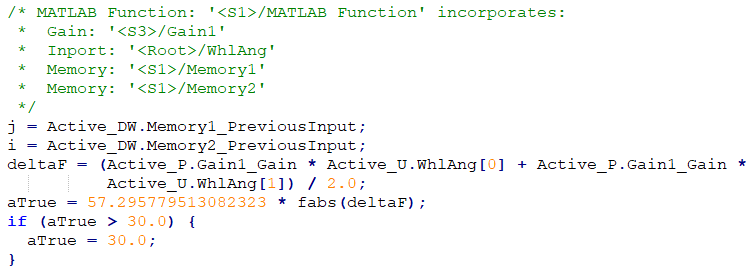 /* MATLAB Function: '<S1>/MATLAB Function' incorporates:
 *  Gain: '<S3>/Gain1'
 *  Inport: '<Root>/WhlAng'
 *  Memory: '<S1>/Memory1'
 *  Memory: '<S1>/Memory2'
 */
j = Active_DW.Memory1_PreviousInput;
i = Active_DW.Memory2_PreviousInput;
deltaF = (Active_P.Gain1_Gain * Active_U.WhlAng[0] + Active_P.Gain1_Gain *
          Active_U.WhlAng[1]) / 2.0;
aTrue = 57.295779513082323 * fabs(deltaF);
if (aTrue > 30.0) {
  aTrue = 30.0;
}